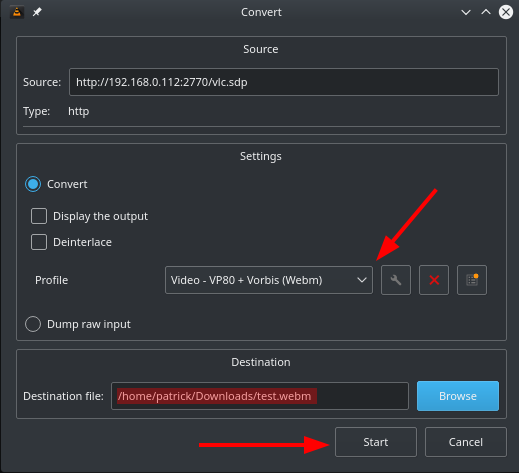 Convert
Source
Source: http://192.168.0.112:2770/vlc.sdp
Type: http
Settings
Convert
Display the output
Deinterlace
Profile Video - VP80 + Vorbis (Webm)
Dump raw input
Destination
Destination file: /home/patrick/Downloads/test.webm Browse
Start Cancel